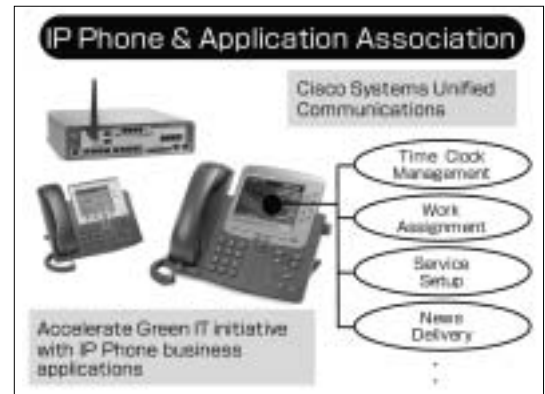 IP Phone & Application Association
Cisco Systems Unified
Communications
Time Clock
Management
Work
Assignment
Service
Setup
News
Delivery
Accelerate Green IT initiative
with IP Phone business
applications